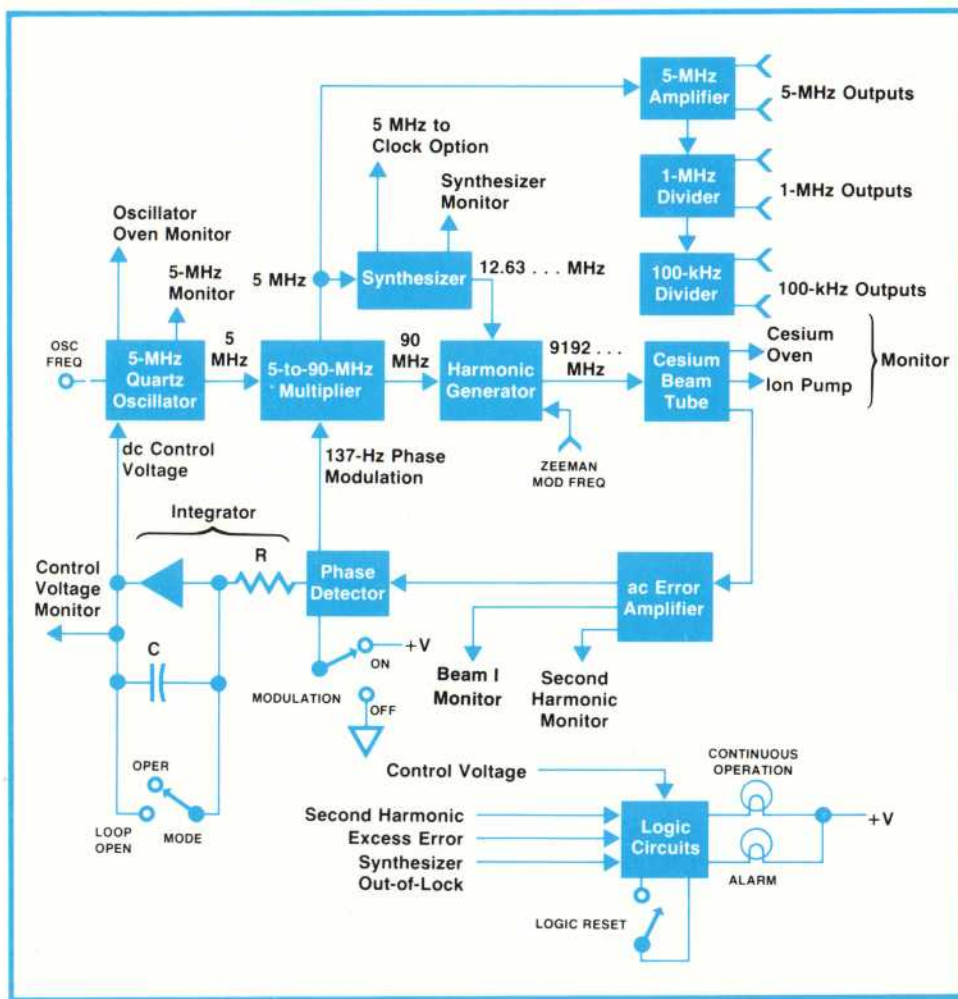 5-MHz
Amplifier
5-MHz Outputs
5 MHz to
Clock Option
Synthesizer
Monitor
1-MHz
Divider
1-MHz Outputs
Oscillator
Oven Monitor
5-MHz
Monitor
5 MHz
Synthesizer
12.63 . . . MHz
100-kHz
Divider
100-kHz Outputs
OSC
FREQ
5-MHz
Quartz
Oscillator
5
MHz
5-to-90-MHz
Multiplier
90
MHz
Harmonic
Generator
9192 . . .
MHz
Cesium
Beam
Tube
Cesium
Oven
Ion Pump
Monitor
dc Control
Voltage
137-Hz Phase
Modulation
ZEEMAN
MOD FREQ
Integrator
R
Control
Voltage
Monitor
Phase
Detector
ac Error
Amplifier
C
+V
ON
MODULATION
OFF
Beam I
Monitor
Second
Harmonic
Monitor
OPER
LOOP
OPEN
MODE
Control Voltage
Second Harmonic
Excess Error
Synthesizer
Out-of-Lock
Logic
Circuits
CONTINUOUS
OPERATION
+V
ALARM
LOGIC RESET